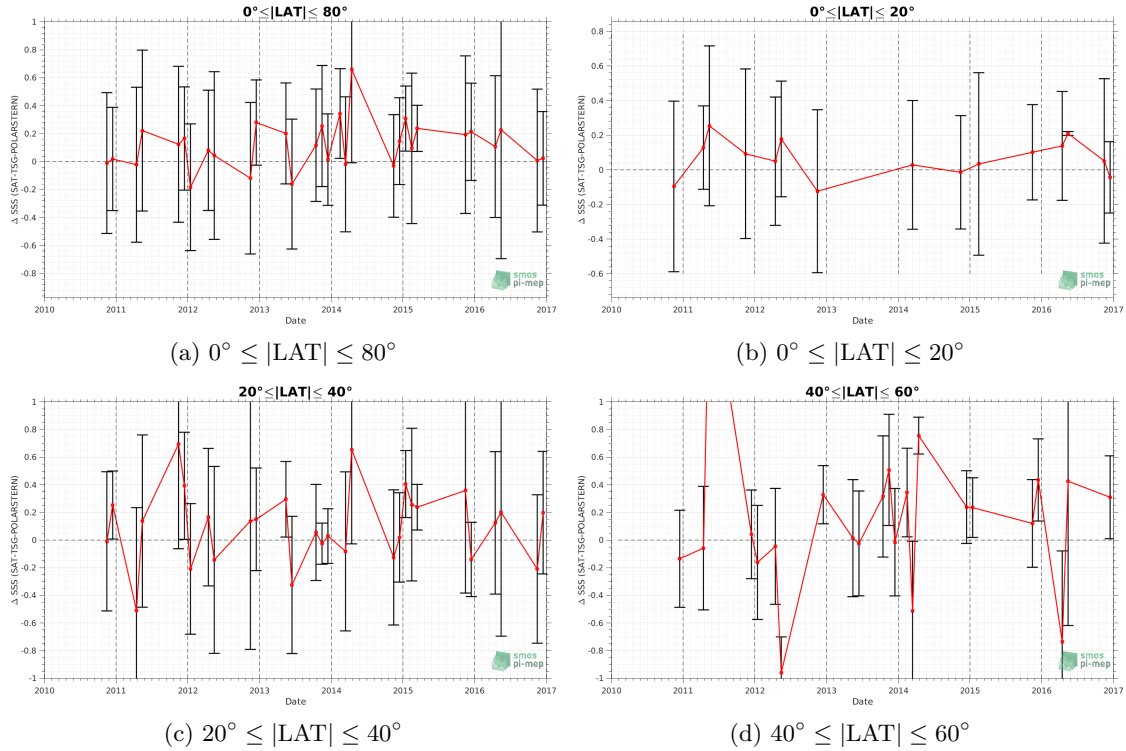 0°≤|LAT|≤ 80°
Δ SSS (SAT-TSG-POLARSTERN)
1
0.8
0.6
0.4
0.2
0
-0.2
-0.4
-0.6
-0.8
2010 2011 2012 2013 2014 2015 2016 2017
Date
smos
pi-mep
(a) 0° ≤ |LAT| ≤ 80°
0°≤|LAT|≤ 20°
Δ SSS (SAT-TSG-POLARSTERN)
0.8
0.6
0.4
0.2
0
-0.2
-0.4
-0.6
2010 2011 2012 2013 2014 2015 2016 2017
Date
smos
pi-mep
(b) 0° ≤ |LAT| ≤ 20°
20°≤|LAT|≤ 40°
Δ SSS (SAT-TSG-POLARSTERN)
1
0.8
0.6
0.4
0.2
0
-0.2
-0.4
-0.6
-0.8
-1
2010 2011 2012 2013 2014 2015 2016 2017
Date
smos
pi-mep
(c) 20° ≤ |LAT| ≤ 40°
40°≤|LAT|≤ 60°
Δ SSS (SAT-TSG-POLARSTERN)
1
0.8
0.6
0.4
0.2
0
-0.2
-0.4
-0.6
-0.8
-1
2010 2011 2012 2013 2014 2015 2016 2017
Date
smos
pi-mep
(d) 40° ≤ |LAT| ≤ 60°